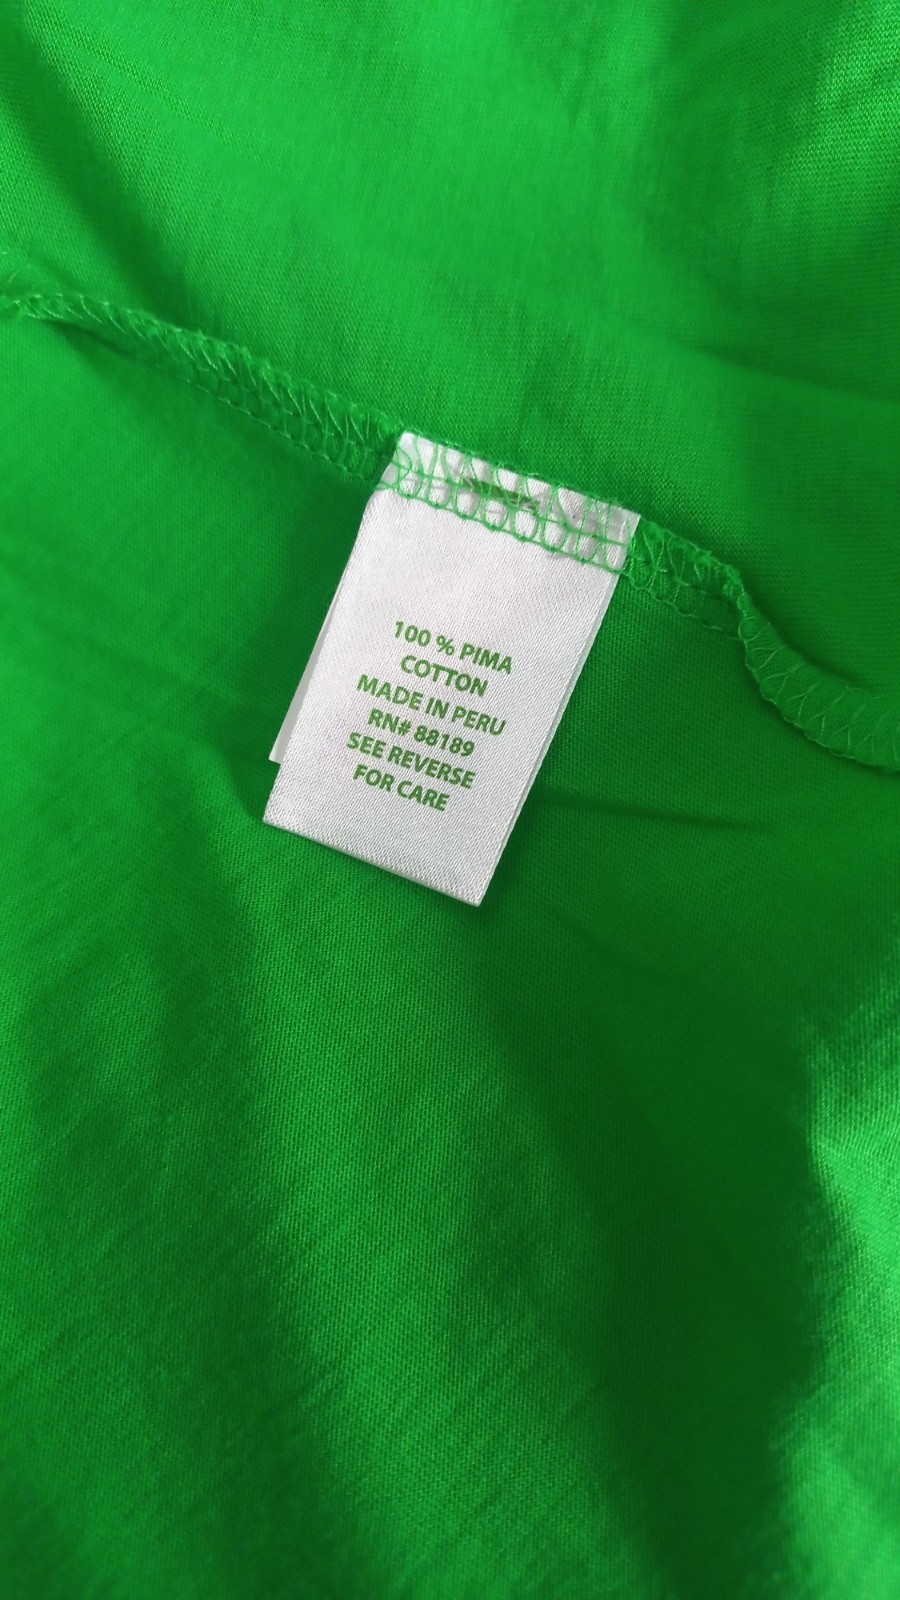 100 % PIMA
COTTON
MADE IN PERU
RN# 88189
SEE REVERSE
FOR CARE